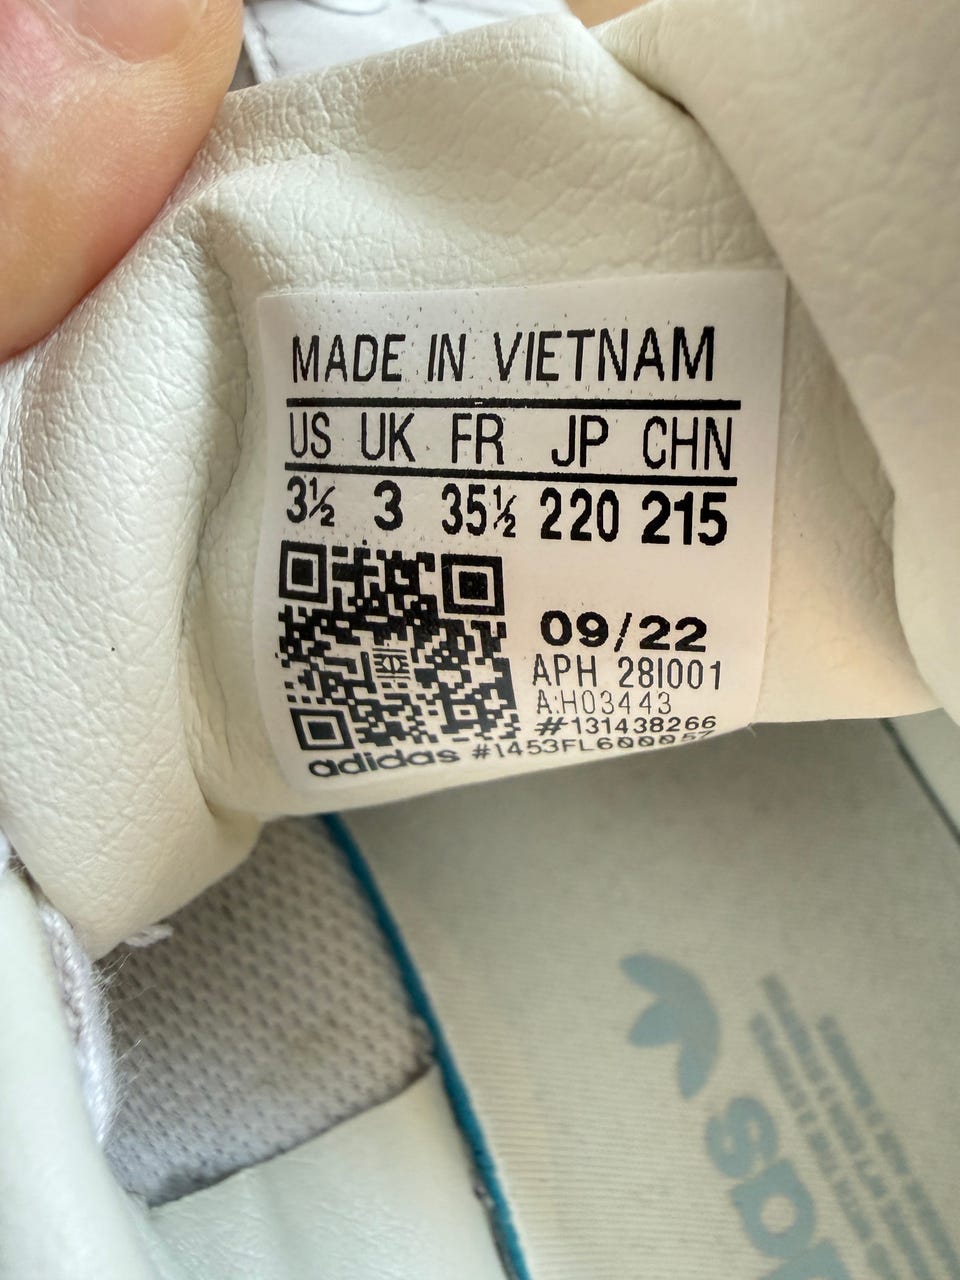 MADE IN VIETNAM
US UK FR JP CHN
3½ 3 35½ 220 215
09/22
APH 28I001
A:H03443
#131438266
adidas #1453FL6000057